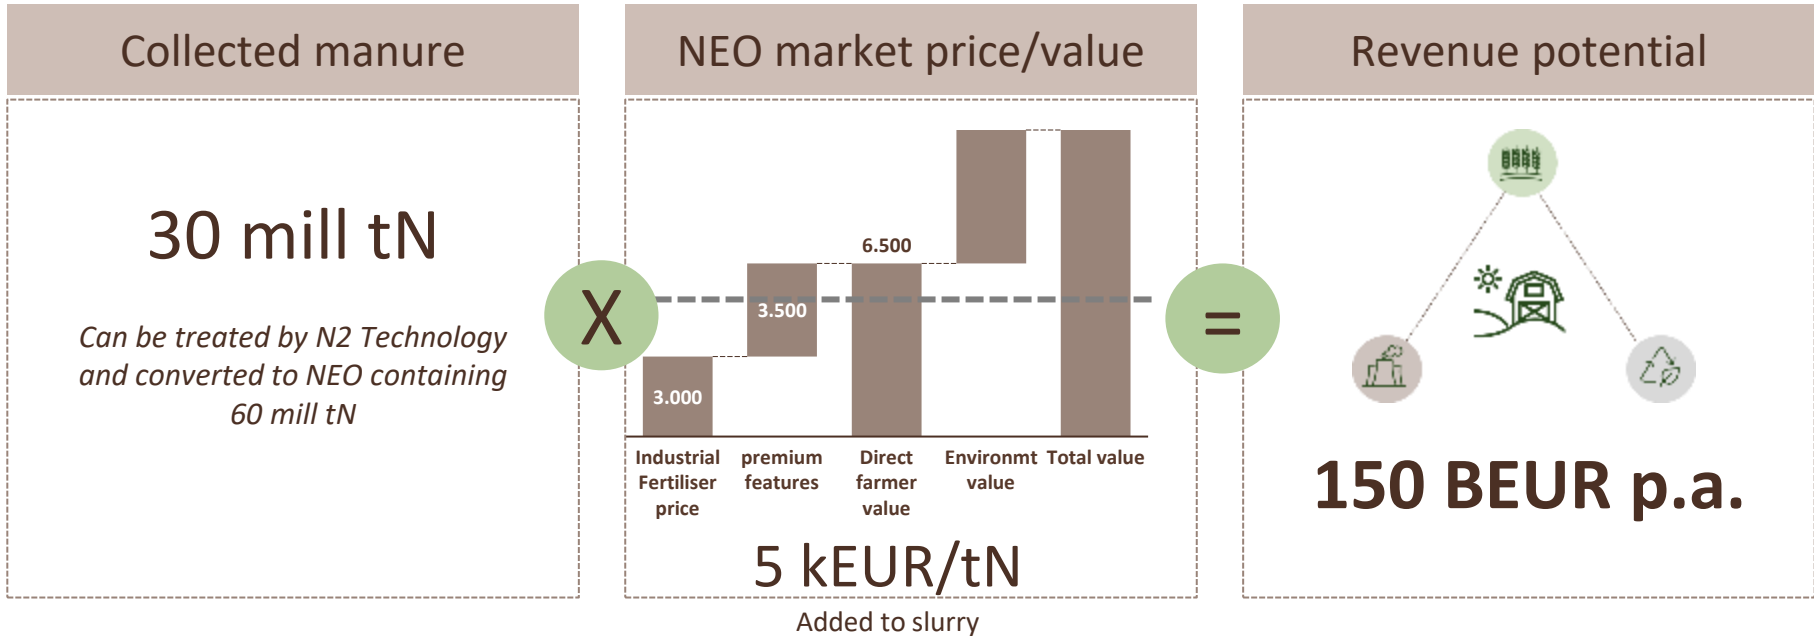 Collected manure
30 mill tN
Can be treated by N2 Technology
and converted to NEO containing
60 mill tN
X
NEO market price/value
6.500
3.500
3.000
Industrial
Fertiliser
price
premium
features
Direct
farmer
value
Environmt
value
Total value
5 kEUR/tN
Added to slurry
=
Revenue potential
150 BEUR p.a.